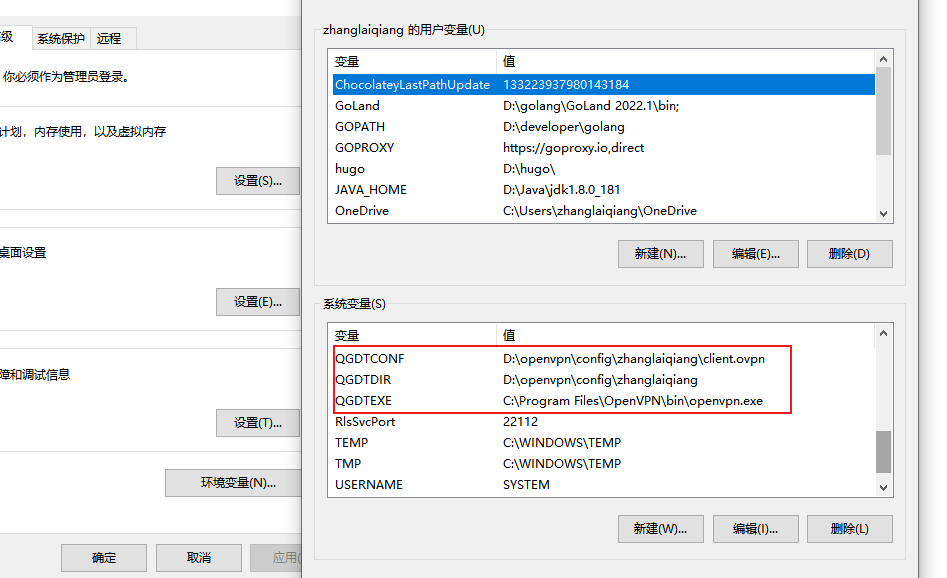 级 系统保护 远程
你必须作为管理员登录。
计划，内存使用，以及虚拟内存
设置(S)...
桌面设置
设置(E)...
障和调试信息
设置(T)...
环境变量(N)...
确定 取消 应用(
zhanglaiqiang 的用户变量(U)
变量 值
ChocolateyLastPathUpdate 133223937980143184
GoLand D:\golang\GoLand 2022.1\bin;
GOPATH D:\developer\golang
GOPROXY https://goproxy.io,direct
hugo D:\hugo\
JAVA_HOME D:\Java\jdk1.8.0_181
OneDrive C:\Users\zhanglaiqiang\OneDrive
新建(N)... 编辑(E)... 删除(D)
系统变量(S)
变量 值
QGDTCONF D:\openvpn\config\zhanglaiqiang\client.ovpn
QGDTDIR D:\openvpn\config\zhanglaiqiang
QGDTEXE C:\Program Files\OpenVPN\bin\openvpn.exe
RlsSvcPort 22112
TEMP C:\WINDOWS\TEMP
TMP C:\WINDOWS\TEMP
USERNAME SYSTEM
新建(W)... 编辑(I)... 删除(L)